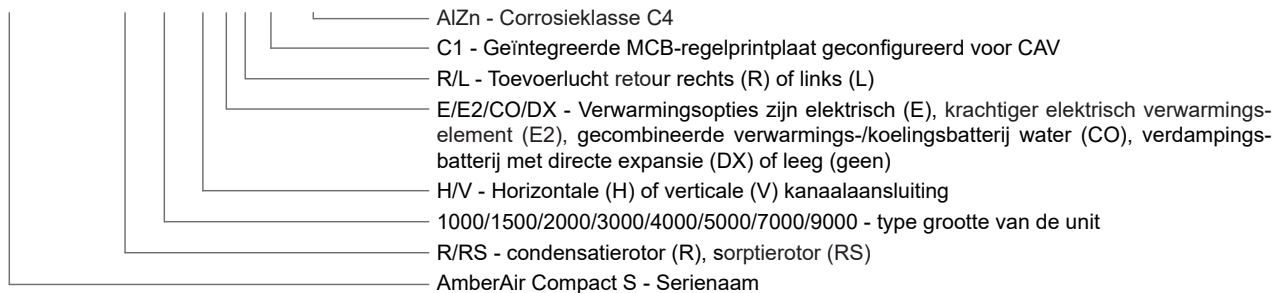 AlZn - Corrosieklasse C4
C1 - Geïntegreerde MCB-regelprintplaat geconfigureerd voor CAV
R/L - Toevoerlucht retour rechts (R) of links (L)
E/E2/CO/DX - Verwarmingsopties zijn elektrisch (E), krachtiger elektrisch verwarmings-
element (E2), gecombineerde verwarmings-/koelingsbatterij water (CO), verdampings-
batterij met directe expansie (DX) of leeg (geen)
H/V - Horizontale (H) of verticale (V) kanaalaansluiting
1000/1500/2000/3000/4000/5000/7000/9000 - type grootte van de unit
R/RS - condensatierotor (R), sorptierotor (RS)
AmberAir Compact S - Serienaam